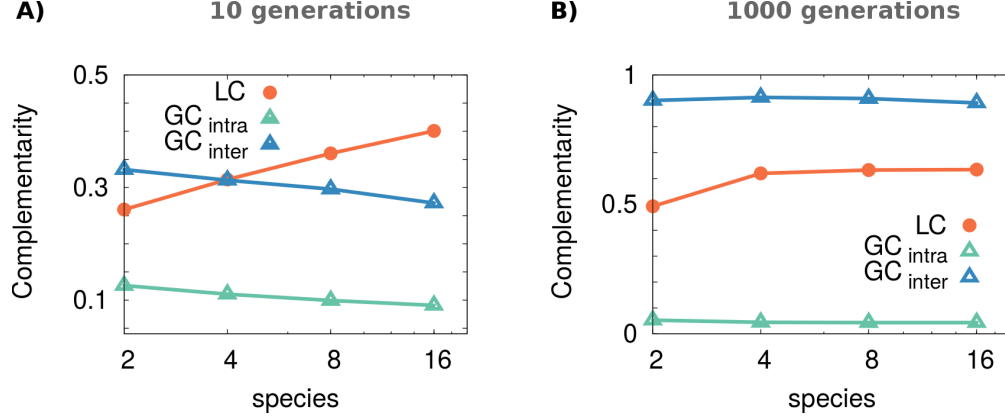 A) 10 generations
0.5
0.3
0.1
Complementarity
LC
GC intra
GC inter
2 4 8 16
species
B) 1000 generations
1
0.5
0
Complementarity
LC
GC intra
GC inter
2 4 8 16
species